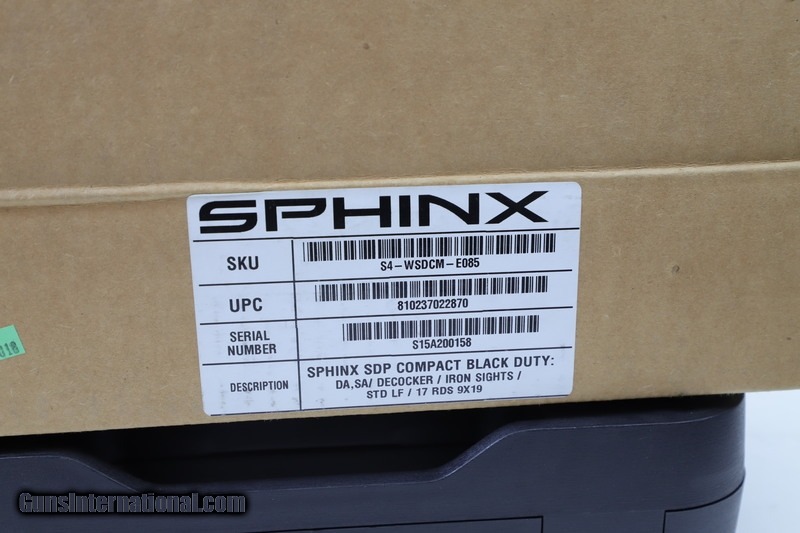 SPHINX
SKU
S4-WSDCM-E085
UPC
810237022870
SERIAL
NUMBER
S15A200158
DESCRIPTION
SPHINX SDP COMPACT BLACK DUTY:
DA,SA/ DECOCKER / IRON SIGHTS /
STD LF / 17 RDS 9X19
GunsInternational.com